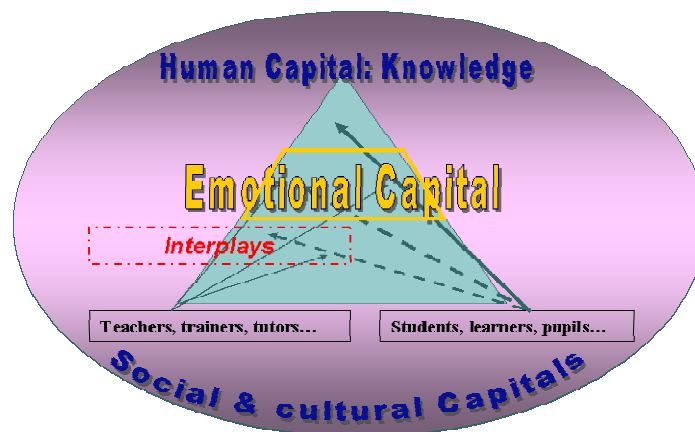 Human Capital: Knowledge
Emotional Capital
Interplays
Teachers, trainers, tutors…
Students, learners, pupils…
Social & cultural Capitals